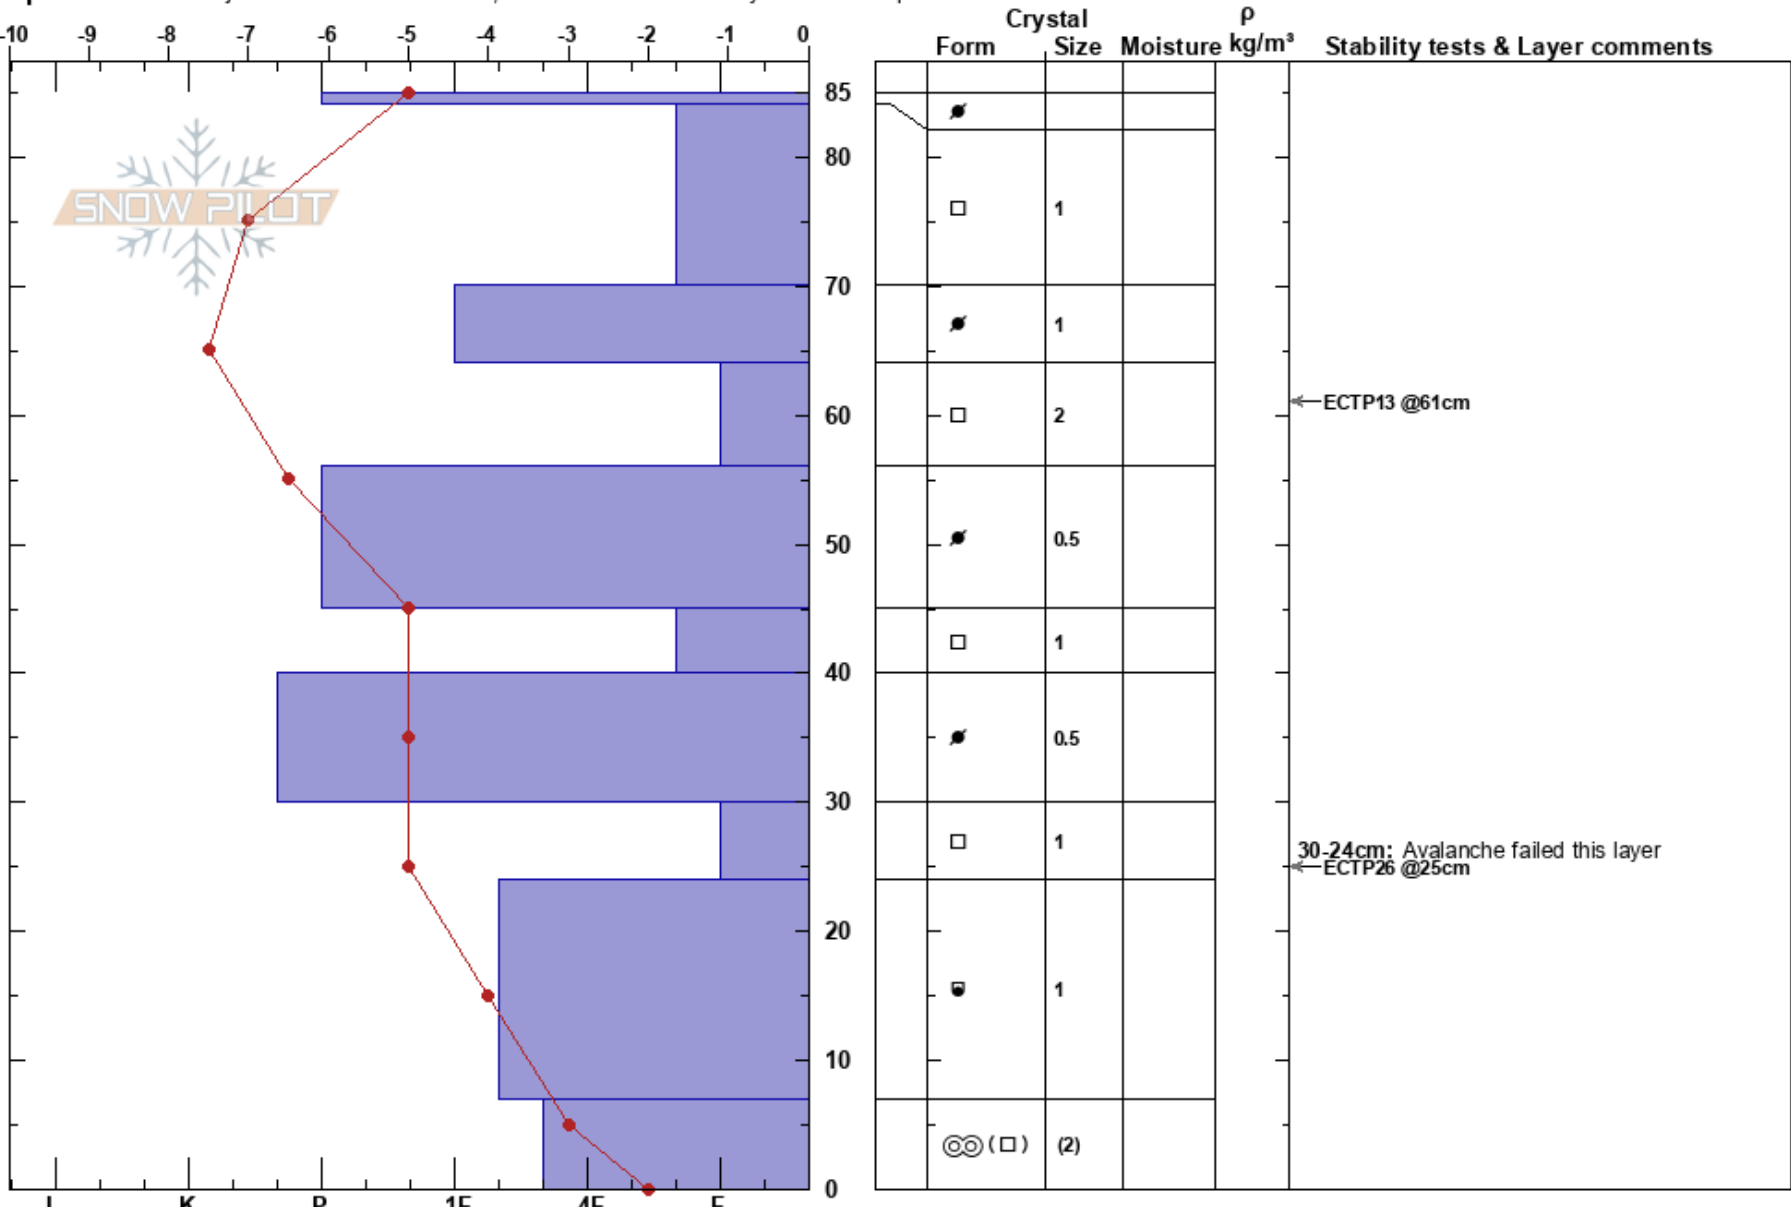 Crystal ρ
-10 -9 -8 -7 -6 -5 -4 -3 -2 -1 0 Form Size Moisture kg/m³ Stability tests & Layer comments
85
80
SNOW PILOT
1
70
1
60 2 ECTP13 @61cm
50 0.5
1
40
0.5
30
1
30-24cm: Avalanche failed this layer
ECTP26 @25cm
20
1
10
( ) (2)
0
I K P 1F 4F F